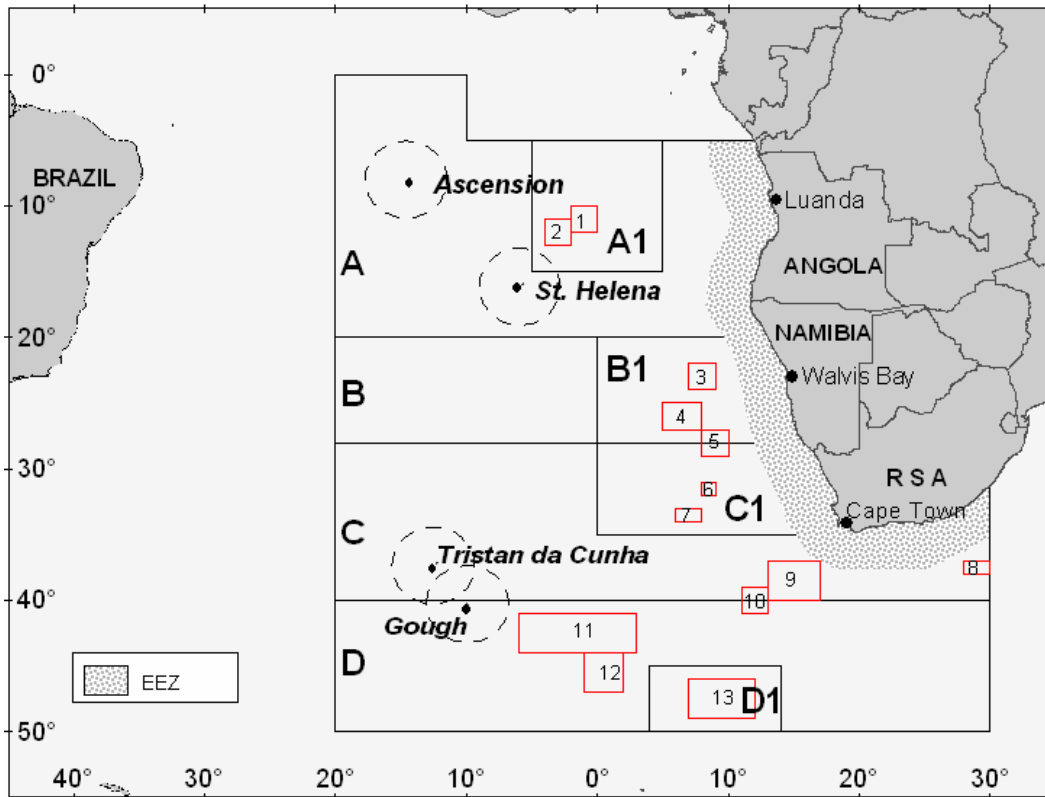 0°
BRAZIL
Ascension
10°
Luanda
1
2
A1
A
ANGOLA
St. Helena
20°
NAMIBIA
B1
B
3
Walvis Bay
4
5
30°
R S A
6
C1
7
Cape Town
C
Tristan da Cunha
8
9
40°
10
Gough
11
D
12
EEZ
13
D1
50°
40°
30°
20°
10°
0°
10°
20°
30°